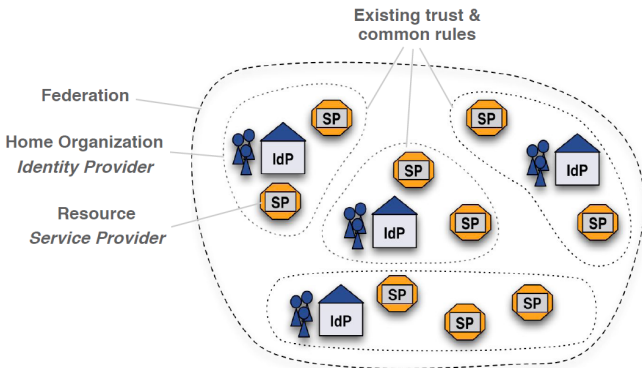 Existing trust &
common rules
Federation
Home Organization
Identity Provider
Resource
Service Provider
SP
SP
IdP
IdP
SP
SP
SP
SP
IdP
SP
IdP
SP
SP